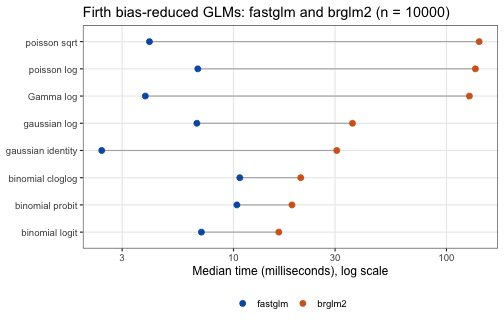 Firth bias-reduced GLMs: fastglm and brglm2 (n = 10000)
poisson sqrt
poisson log
Gamma log
gaussian log
gaussian identity
binomial cloglog
binomial probit
binomial logit
3 10 30 100
Median time (milliseconds), log scale
fastglm brglm2